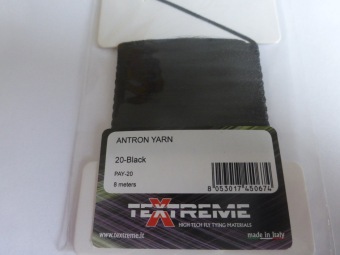 ANTRON YARN
20-Black
PAY-20
8 meters
8 053017 450674
TEXTREME
HIGH TECH FLY TYING MATERIALS
www.textreme.it
made in Italy